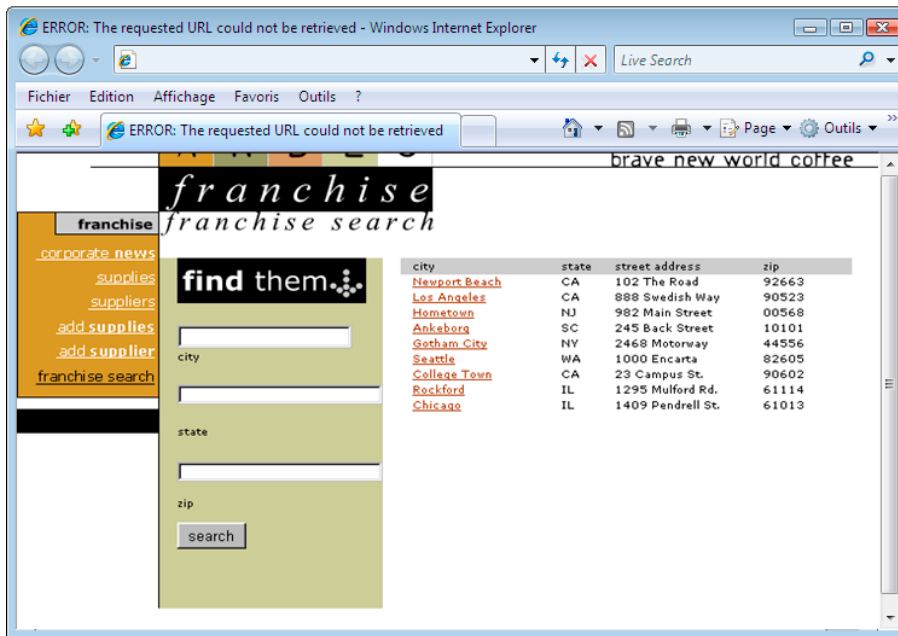 ERROR: The requested URL could not be retrieved - Windows Internet Explorer
Live Search
Fichier Edition Affichage Favoris Outils ?
ERROR: The requested URL could not be retrieved
Page Outils
brave new world coffee
franchise
franchise search
franchise
corporate news
supplies
suppliers
add supplies
add supplier
franchise search
find them
city
state
zip
search
city state street address zip
Newport Beach CA 102 The Road 92663
Los Angeles CA 888 Swedish Way 90523
Hometown NJ 982 Main Street 00568
Ankeborg SC 245 Back Street 10101
Gotham City NY 2468 Motorway 44556
Seattle WA 1000 Encarta 82605
College Town CA 23 Campus St. 90602
Rockford IL 1295 Mulford Rd. 61114
Chicago IL 1409 Pendrell St. 61013